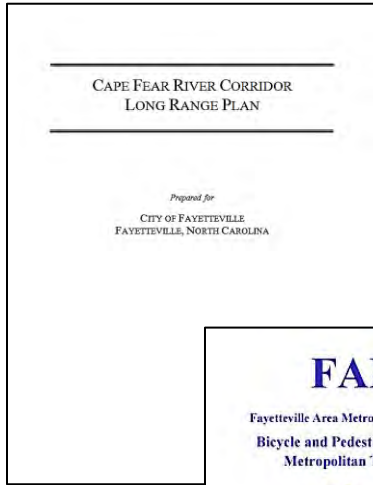 CAPE FEAR RIVER CORRIDOR
LONG RANGE PLAN
Prepared for
CITY OF FAYETTEVILLE
FAYETTEVILLE, NORTH CAROLINA
FA
Fayetteville Area Metro
Bicycle and Pedest
Metropolitan